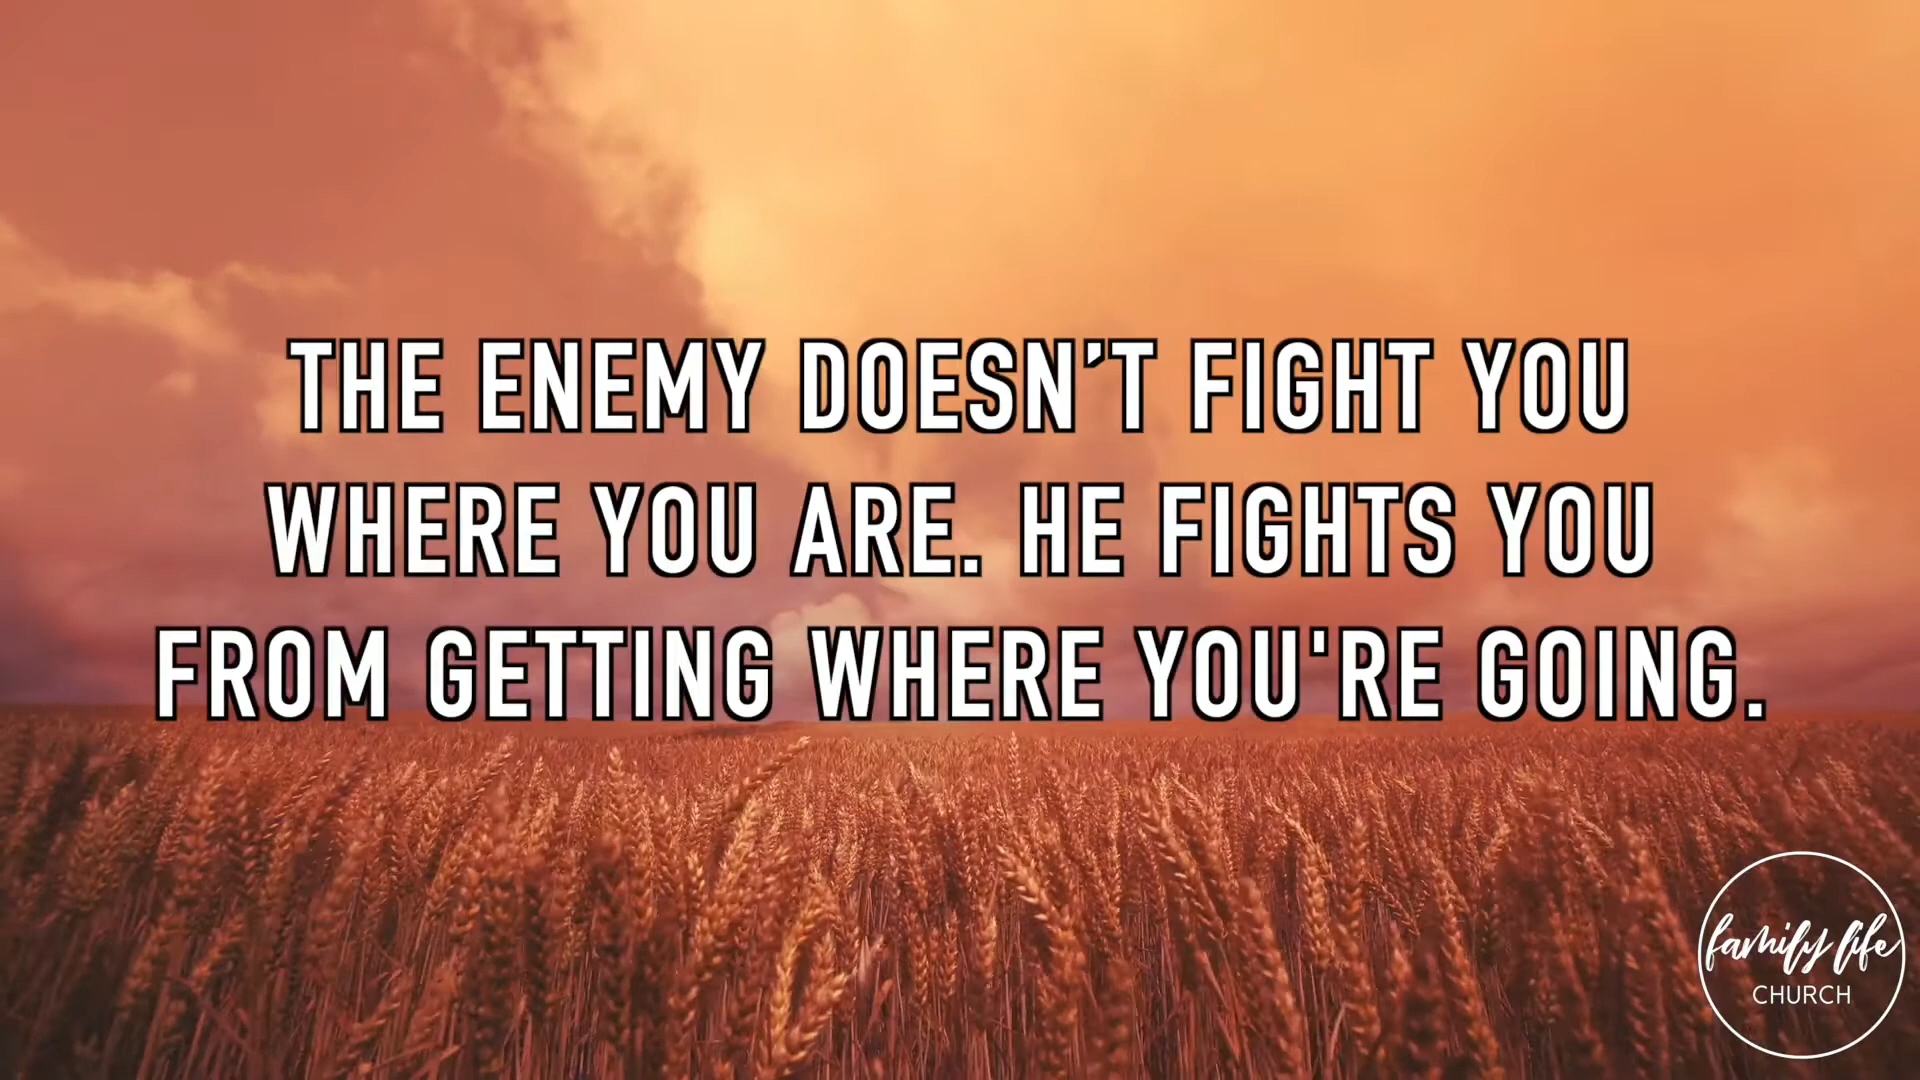 THE ENEMY DOESN’T FIGHT YOU
WHERE YOU ARE. HE FIGHTS YOU
FROM GETTING WHERE YOU'RE GOING.
family life
CHURCH